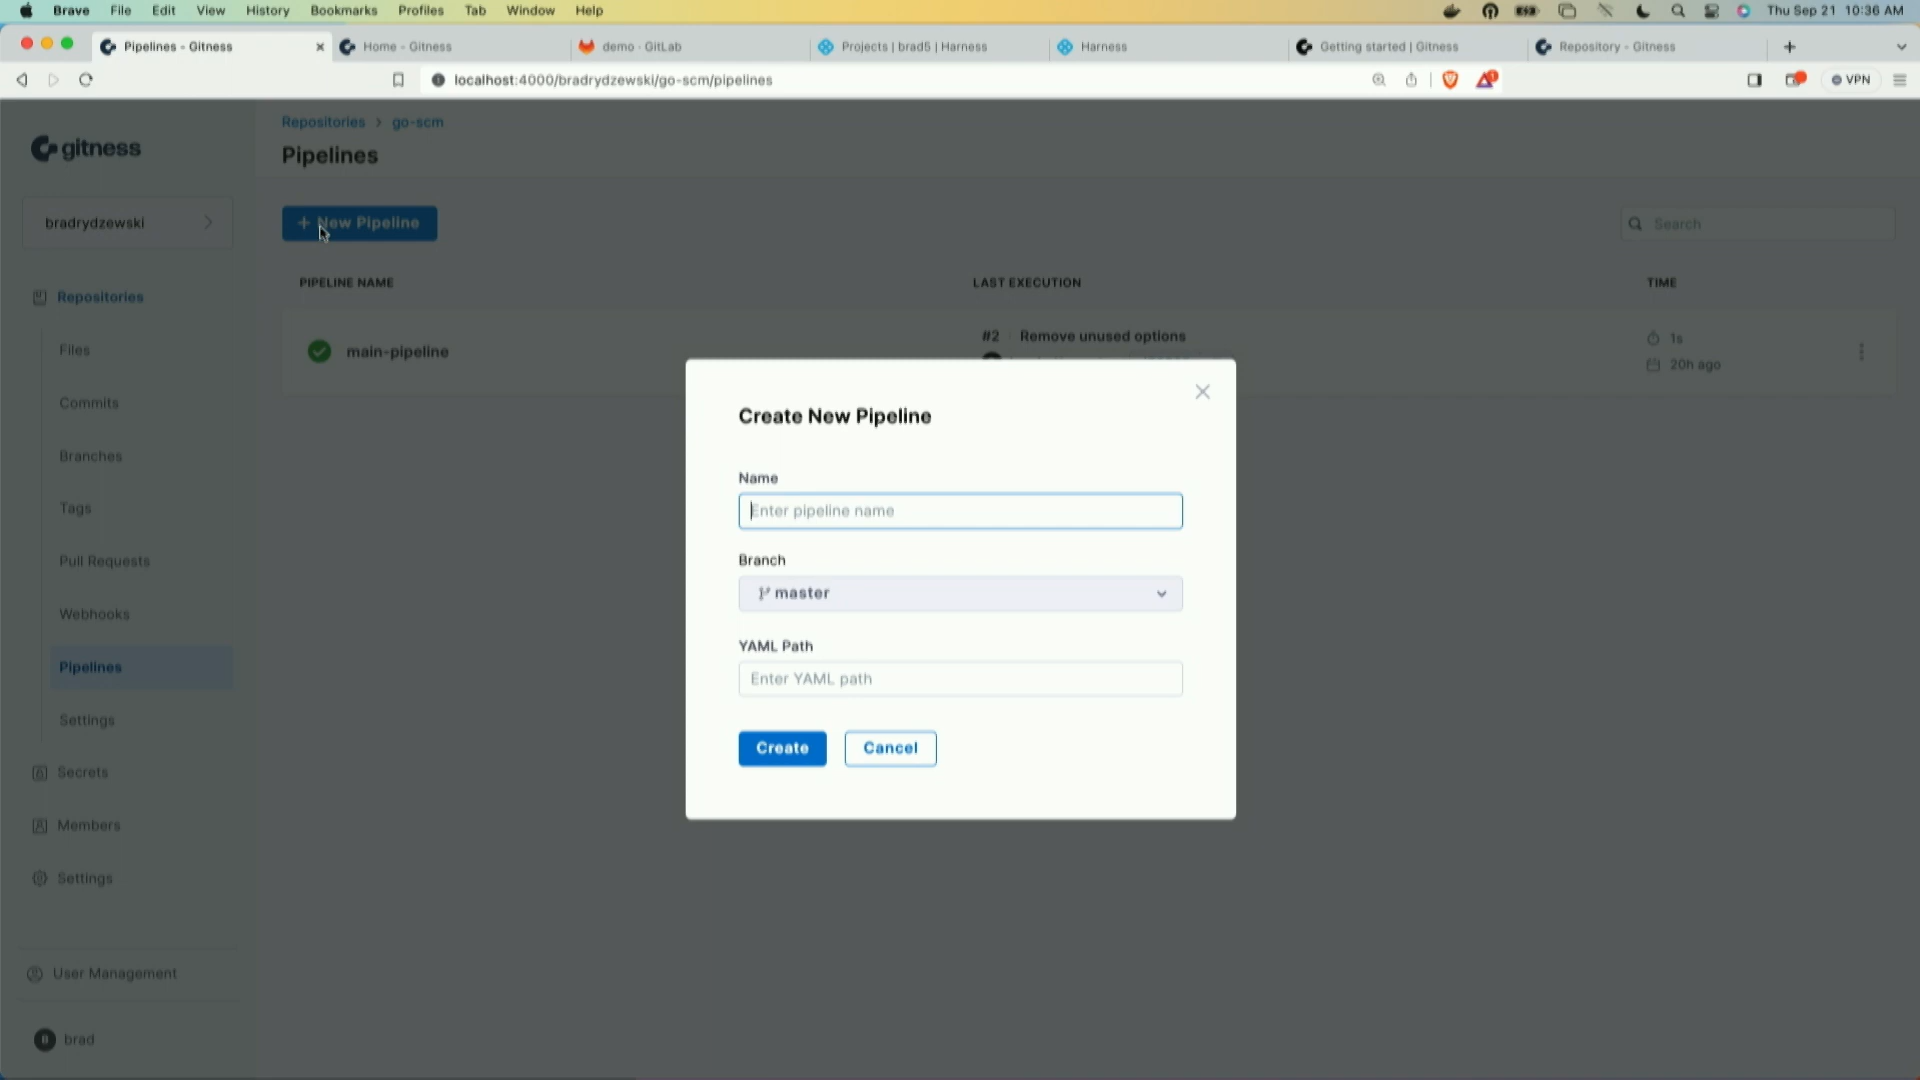 Brave File Edit View History Bookmarks Profiles Tab Window Help Thu Sep 21 10:36 AM
Pipelines - Gitness
Home - Gitness
demo · GitLab
Projects | brad5 | Harness
Harness
Getting started | Gitness
Repository - Gitness
localhost:4000/bradrydzewski/go-scm/pipelines
VPN
gitness
bradrydzewski
Repositories
Files
Commits
Branches
Tags
Pull Requests
Webhooks
Pipelines
Settings
Secrets
Members
Settings
User Management
brad
Repositories > go-scm
Pipelines
+ New Pipeline
Search
PIPELINE NAME LAST EXECUTION TIME
main-pipeline
#2 Remove unused options
1s
20h ago
Create New Pipeline
Name
Enter pipeline name
Branch
master
YAML Path
Enter YAML path
Create Cancel